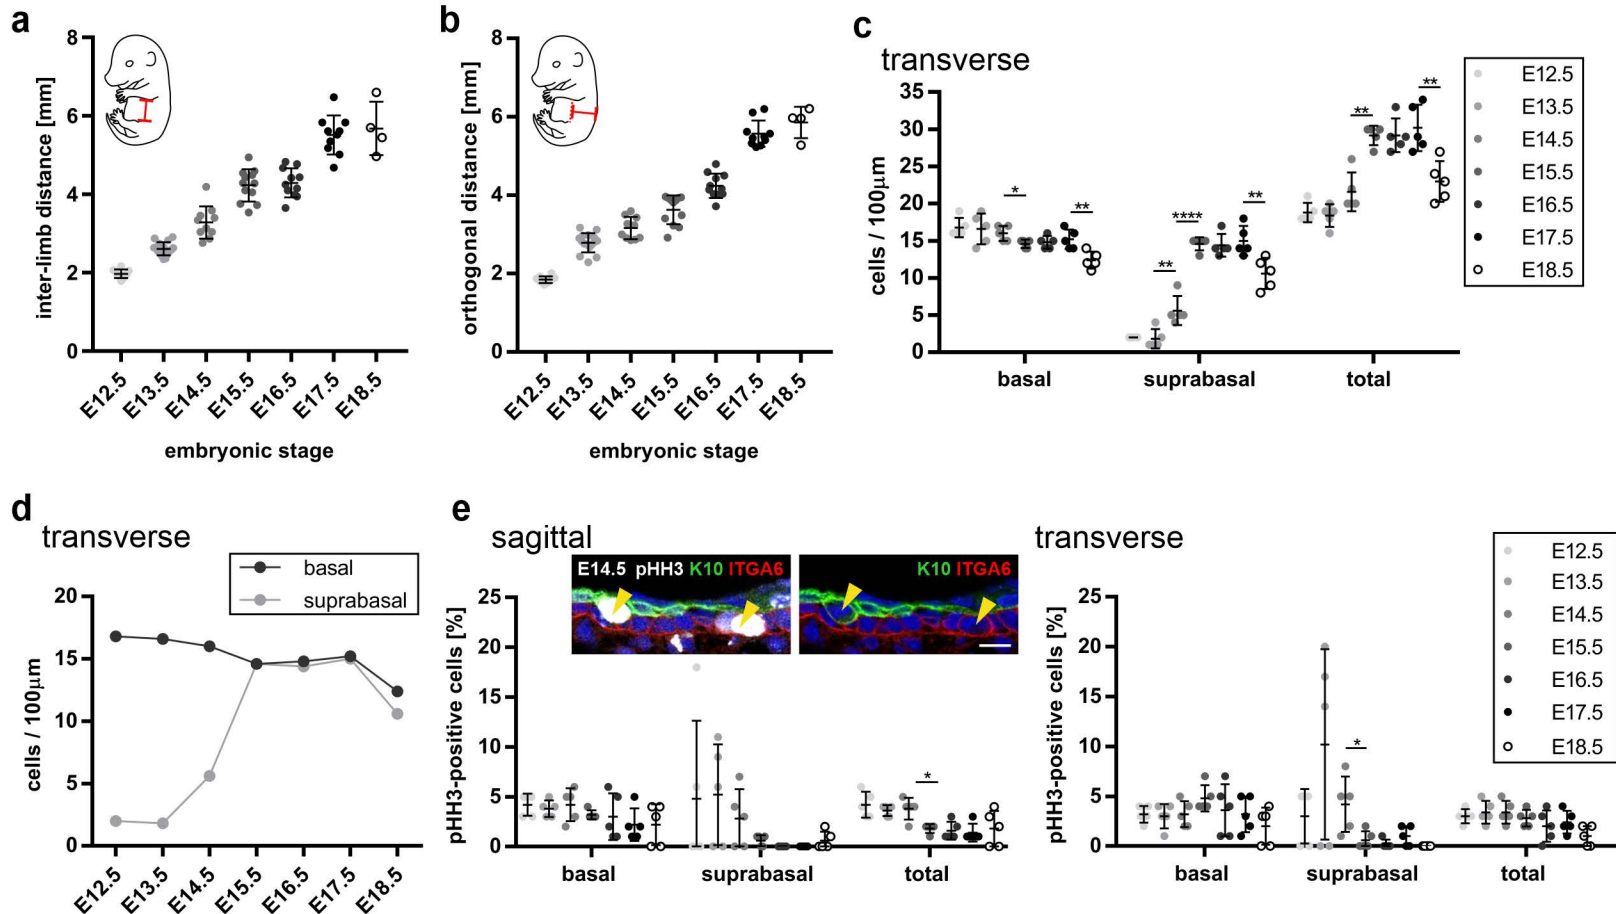 a
inter-limb distance [mm]
8
6
4
2
0
E12.5
E13.5
E14.5
E15.5
E16.5
E17.5
E18.5
embryonic stage
b
orthogonal distance [mm]
8
6
4
2
0
E12.5
E13.5
E14.5
E15.5
E16.5
E17.5
E18.5
embryonic stage
c
transverse
cells / 100µm
35
30
25
20
15
10
5
0
*
**
**
****
**
**
**
basal
suprabasal
total
E12.5
E13.5
E14.5
E15.5
E16.5
E17.5
E18.5
d
transverse
basal
suprabasal
cells / 100µm
20
15
10
5
0
E12.5
E13.5
E14.5
E15.5
E16.5
E17.5
E18.5
e
sagittal
E14.5 pHH3 K10 ITGA6
K10 ITGA6
pHH3-positive cells [%]
25
20
15
10
5
0
*
basal
suprabasal
total
transverse
pHH3-positive cells [%]
25
20
15
10
5
0
*
basal
suprabasal
total
E12.5
E13.5
E14.5
E15.5
E16.5
E17.5
E18.5